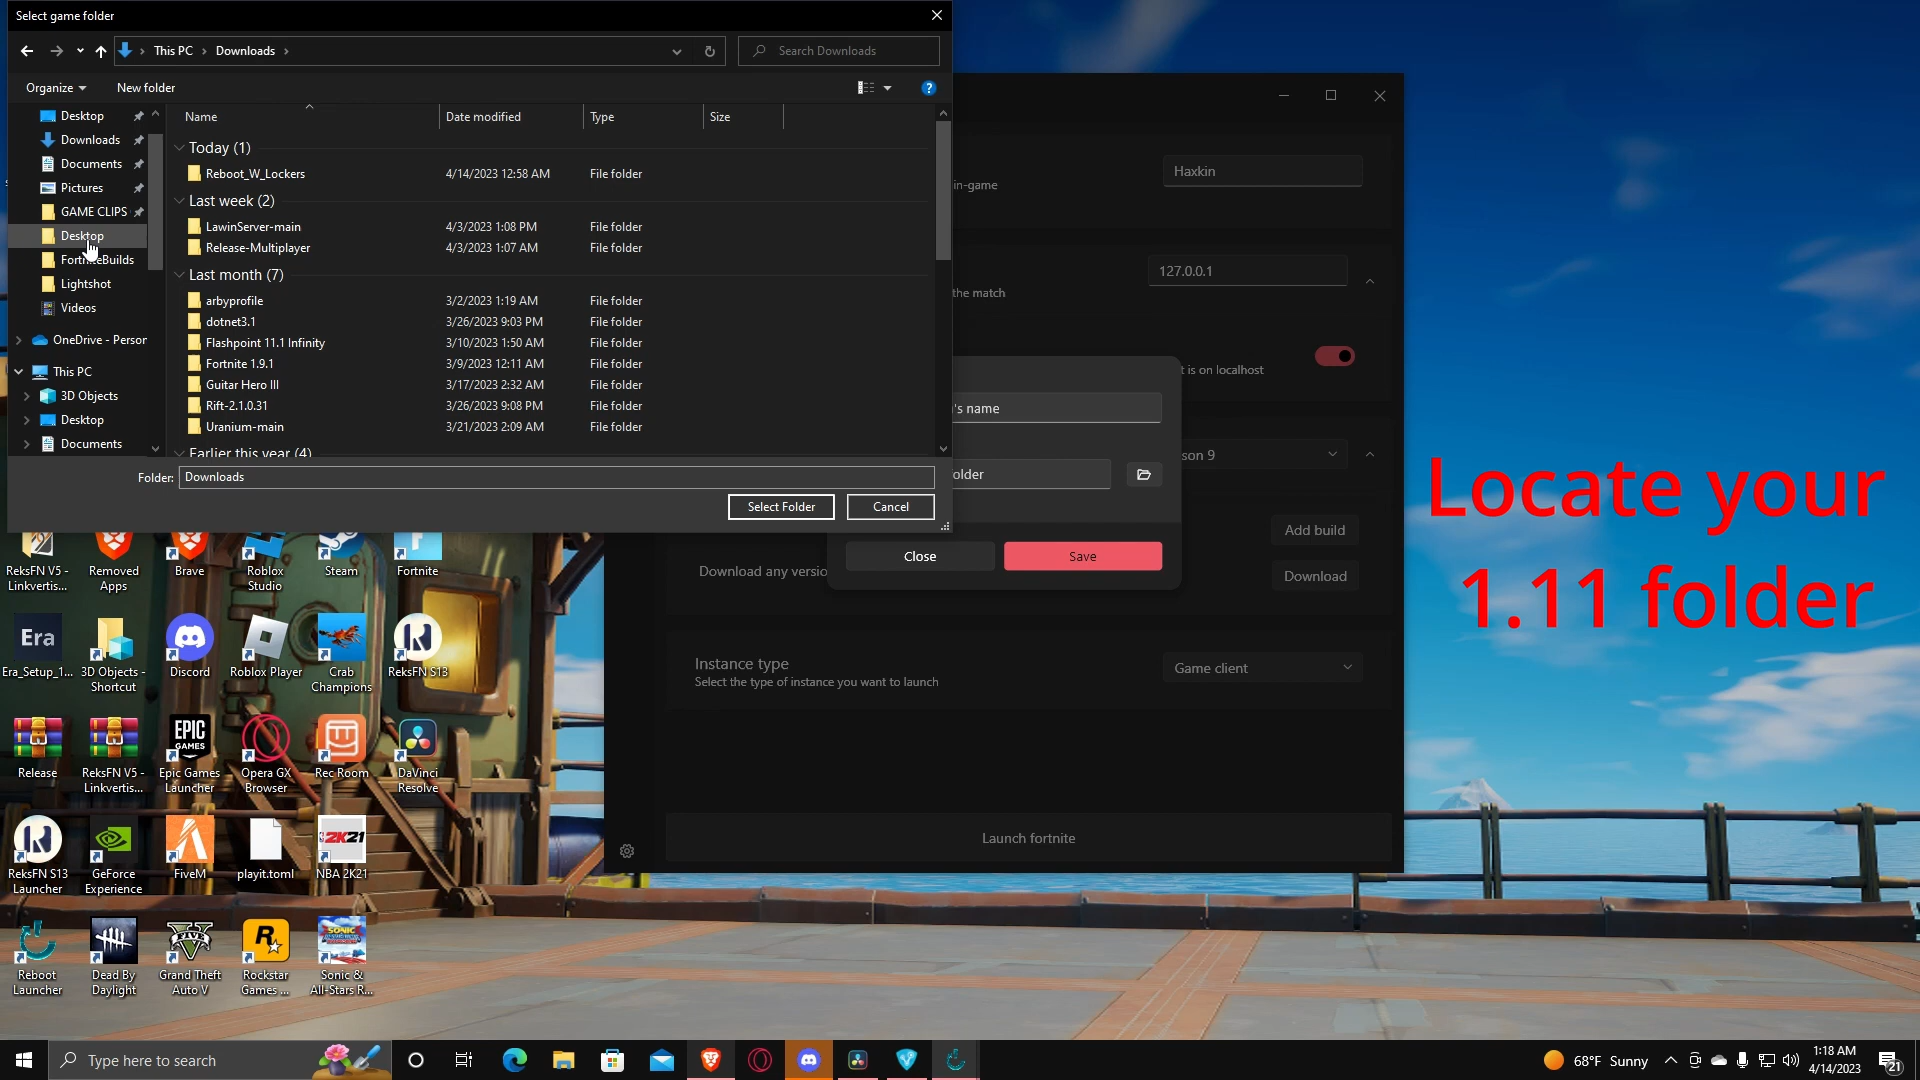 Select game folder
This PC
Downloads
Search Downloads
Organize
New folder
Name
Date modified
Type
Size
Desktop
Downloads
Documents
Pictures
GAME CLIPS
Desktop
FortniteBuilds
Lightshot
Videos
OneDrive - Person
This PC
3D Objects
Desktop
Documents
Today (1)
Reboot_W_Lockers 4/14/2023 12:58 AM File folder
Last week (2)
LawinServer-main 4/3/2023 1:08 PM File folder
Release-Multiplayer 4/3/2023 1:07 AM File folder
Last month (7)
arbyprofile 3/2/2023 1:19 AM File folder
dotnet3.1 3/26/2023 9:03 PM File folder
Flashpoint 11.1 Infinity 3/10/2023 1:50 AM File folder
Fortnite 1.9.1 3/9/2023 12:11 AM File folder
Guitar Hero III 3/17/2023 2:32 AM File folder
Rift-2.1.0.31 3/26/2023 9:08 PM File folder
Uranium-main 3/21/2023 2:09 AM File folder
Earlier this year (4)
Folder: Downloads
Select Folder
Cancel
Haxkin
in-game
127.0.0.1
the match
t is on localhost
's name
son 9
older
Add build
Close
Save
Download any versio
Download
Instance type
Select the type of instance you want to launch
Game client
Launch fortnite
Locate your
1.11 folder
ReksFN V5 -
Linkvertis...
Removed
Apps
Brave
Roblox
Studio
Steam
Fortnite
Era
Era_Setup_1...
3D Objects -
Shortcut
Discord
Roblox Player
Crab
Champions
ReksFN S13
Release
ReksFN V5 -
Linkvertis...
EPIC
GAMES
Epic Games
Launcher
Opera GX
Browser
Rec Room
DaVinci
Resolve
ReksFN S13
Launcher
GeForce
Experience
FiveM
playit.toml
2K21
NBA 2K21
Reboot
Launcher
Dead By
Daylight
Grand Theft
Auto V
Rockstar
Games ...
Sonic &
All-Stars R...
Type here to search
68°F Sunny
1:18 AM
4/14/2023
21